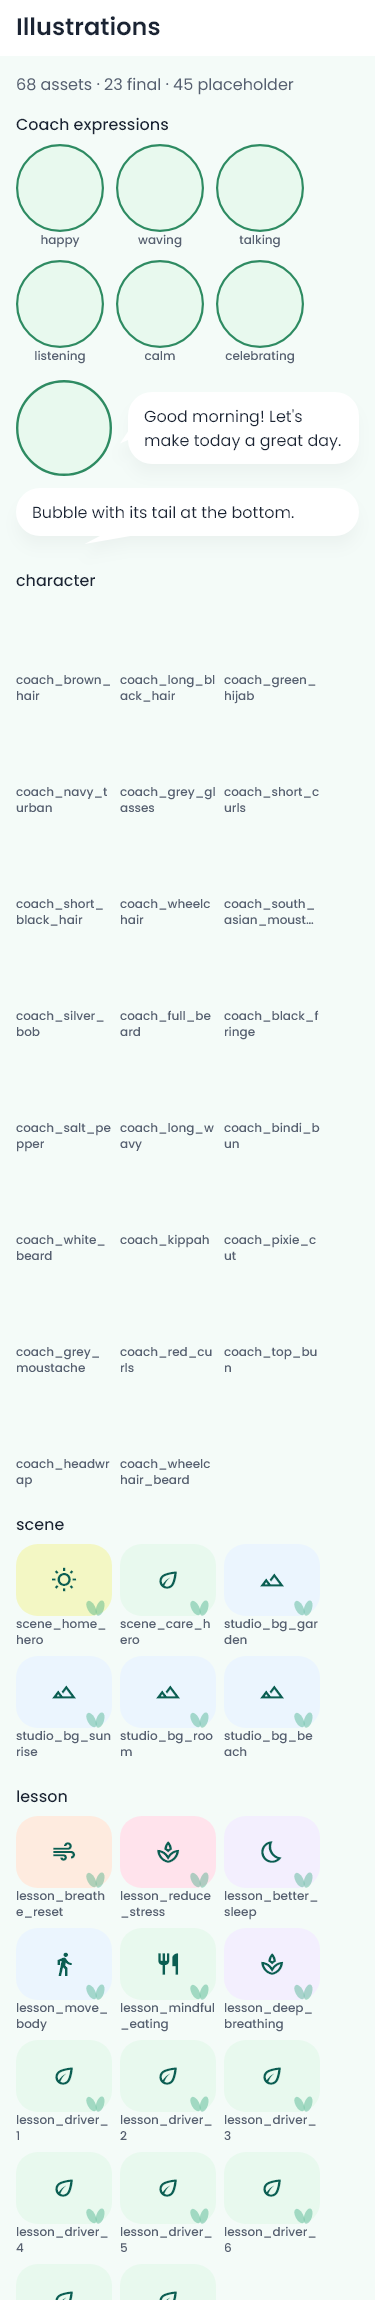 Illustrations
68 assets · 23 final · 45 placeholder
Coach expressions
happy
waving
talking
listening
calm
celebrating
Good morning! Let's
make today a great day.
Bubble with its tail at the bottom.
character
coach_brown_
hair
coach_long_bl
ack_hair
coach_green_
hijab
coach_navy_t
urban
coach_grey_gl
asses
coach_short_c
urls
coach_short_
black_hair
coach_wheelc
hair
coach_south_
asian_moust…
coach_silver_
bob
coach_full_be
ard
coach_black_f
ringe
coach_salt_pe
pper
coach_long_w
avy
coach_bindi_b
un
coach_white_
beard
coach_kippah
coach_pixie_c
ut
coach_grey_
moustache
coach_red_cu
rls
coach_top_bu
n
coach_headwr
ap
coach_wheelc
hair_beard
scene
scene_home_
hero
scene_care_h
ero
studio_bg_gar
den
studio_bg_sun
rise
studio_bg_roo
m
studio_bg_be
ach
lesson
lesson_breath
e_reset
lesson_reduce
_stress
lesson_better_
sleep
lesson_move_
body
lesson_mindful
_eating
lesson_deep_
breathing
lesson_driver_
1
lesson_driver_
2
lesson_driver_
3
lesson_driver_
4
lesson_driver_
5
lesson_driver_
6